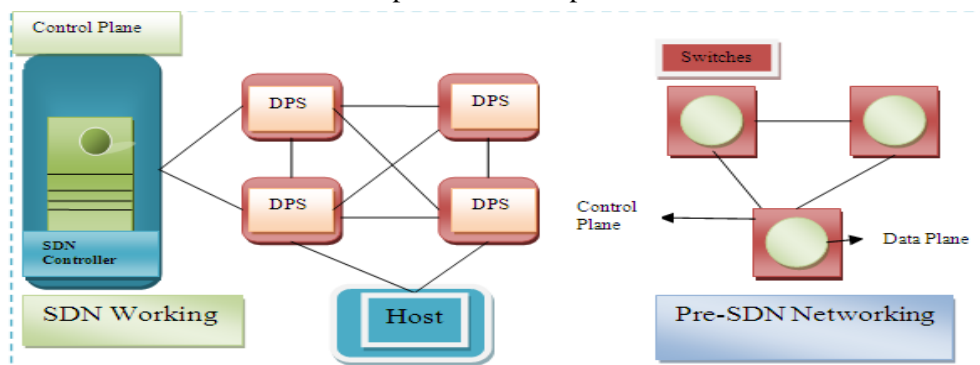 Control Plane
DPS
DPS
DPS
DPS
SDN
Controller
SDN Working
Host
Switches
Control
Plane
Data Plane
Pre-SDN Networking